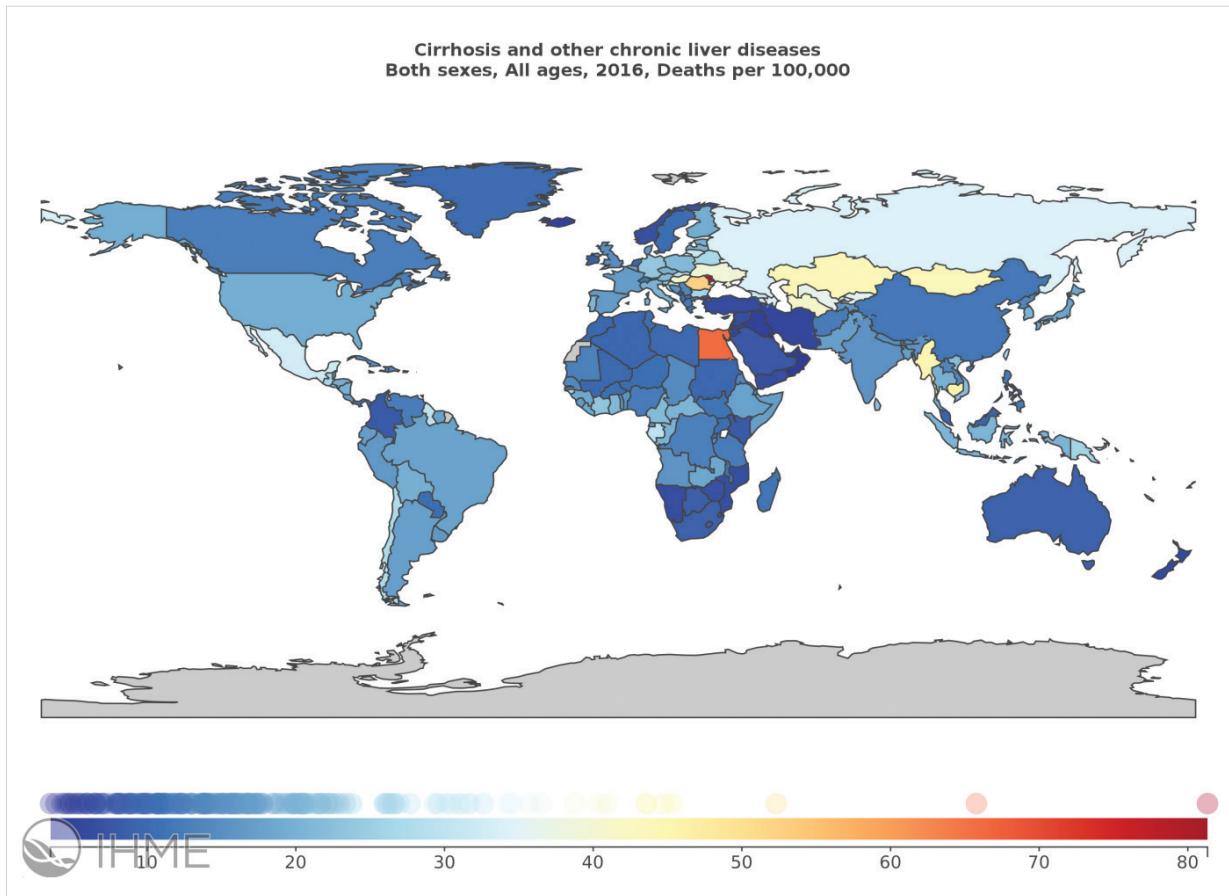 Cirrhosis and other chronic liver diseases
Both sexes, All ages, 2016, Deaths per 100,000
IHME
10 20 30 40 50 60 70 80